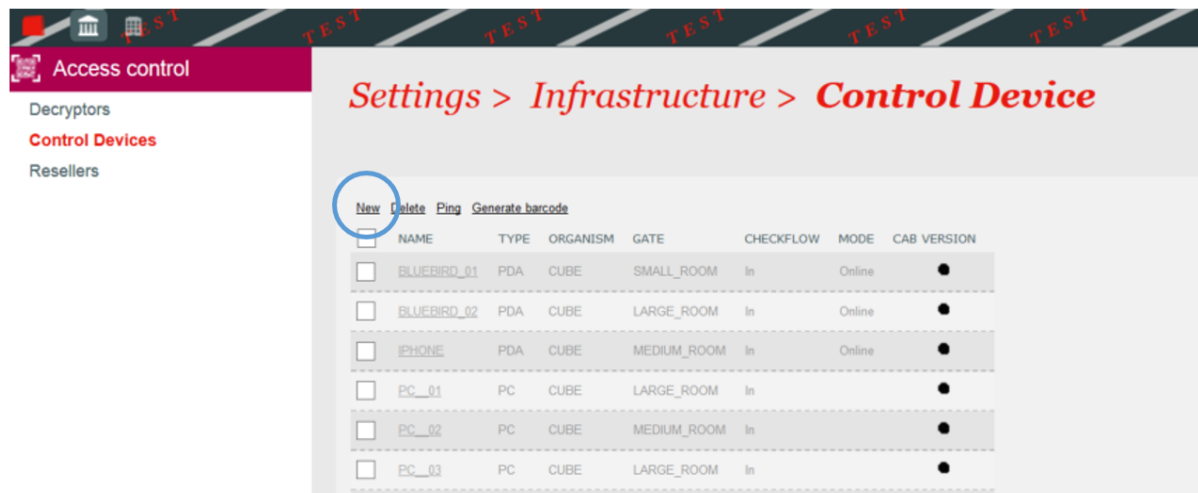 TEST TEST TEST TEST TEST TEST
Access control
Decryptors
Control Devices
Resellers
Settings > Infrastructure > Control Device
New Delete Ping Generate barcode
NAME TYPE ORGANISM GATE CHECKFLOW MODE CAB VERSION
BLUEBIRD_01 PDA CUBE SMALL_ROOM In Online
BLUEBIRD_02 PDA CUBE LARGE_ROOM In Online
IPHONE PDA CUBE MEDIUM_ROOM In Online
PC__01 PC CUBE LARGE_ROOM In
PC__02 PC CUBE MEDIUM_ROOM In
PC__03 PC CUBE LARGE_ROOM In